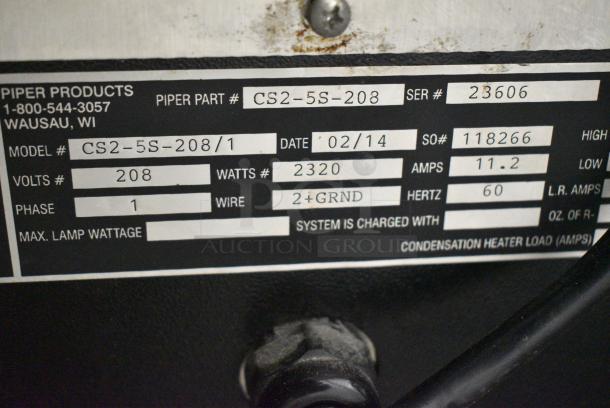 PIPER PRODUCTS
1-800-544-3057
WAUSAU, WI
PIPER PART # CS2-5S-208 SER # 23606
MODEL # CS2-5S-208/1 DATE 02/14 SO# 118266 HIGH
VOLTS # 208 WATTS # 2320 AMPS 11.2 LOW
PHASE 1 WIRE 2+GRND HERTZ 60 L.R. AMPS
MAX. LAMP WATTAGE SYSTEM IS CHARGED WITH OZ. OF R-
CONDENSATION HEATER LOAD (AMPS)
AUCTION GROUP